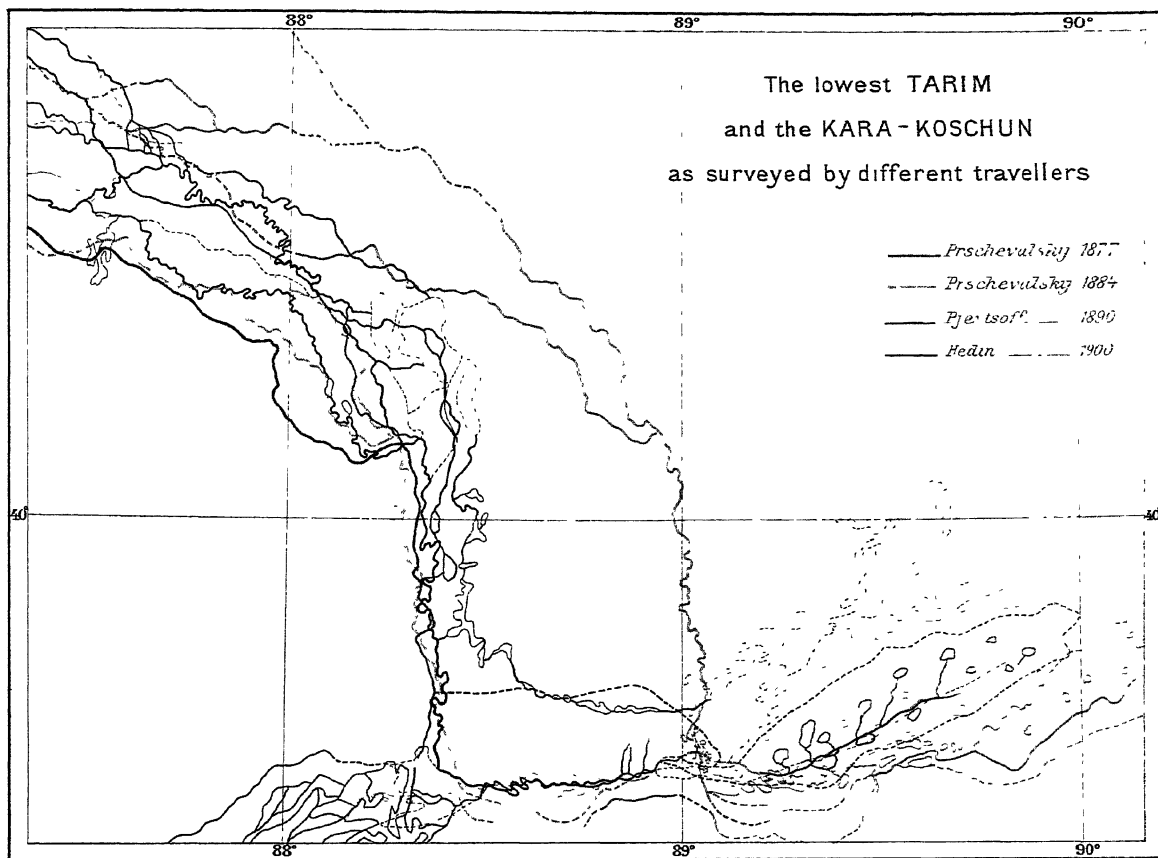 88° 89° 90°
The lowest TARIM
and the KARA-KOSCHUN
as surveyed by different travellers
Prschevalsky 1877
Prschevalsky 1884
Pjevtsoff 1890
Hedin 1900
40° 40
88° 89° 90°